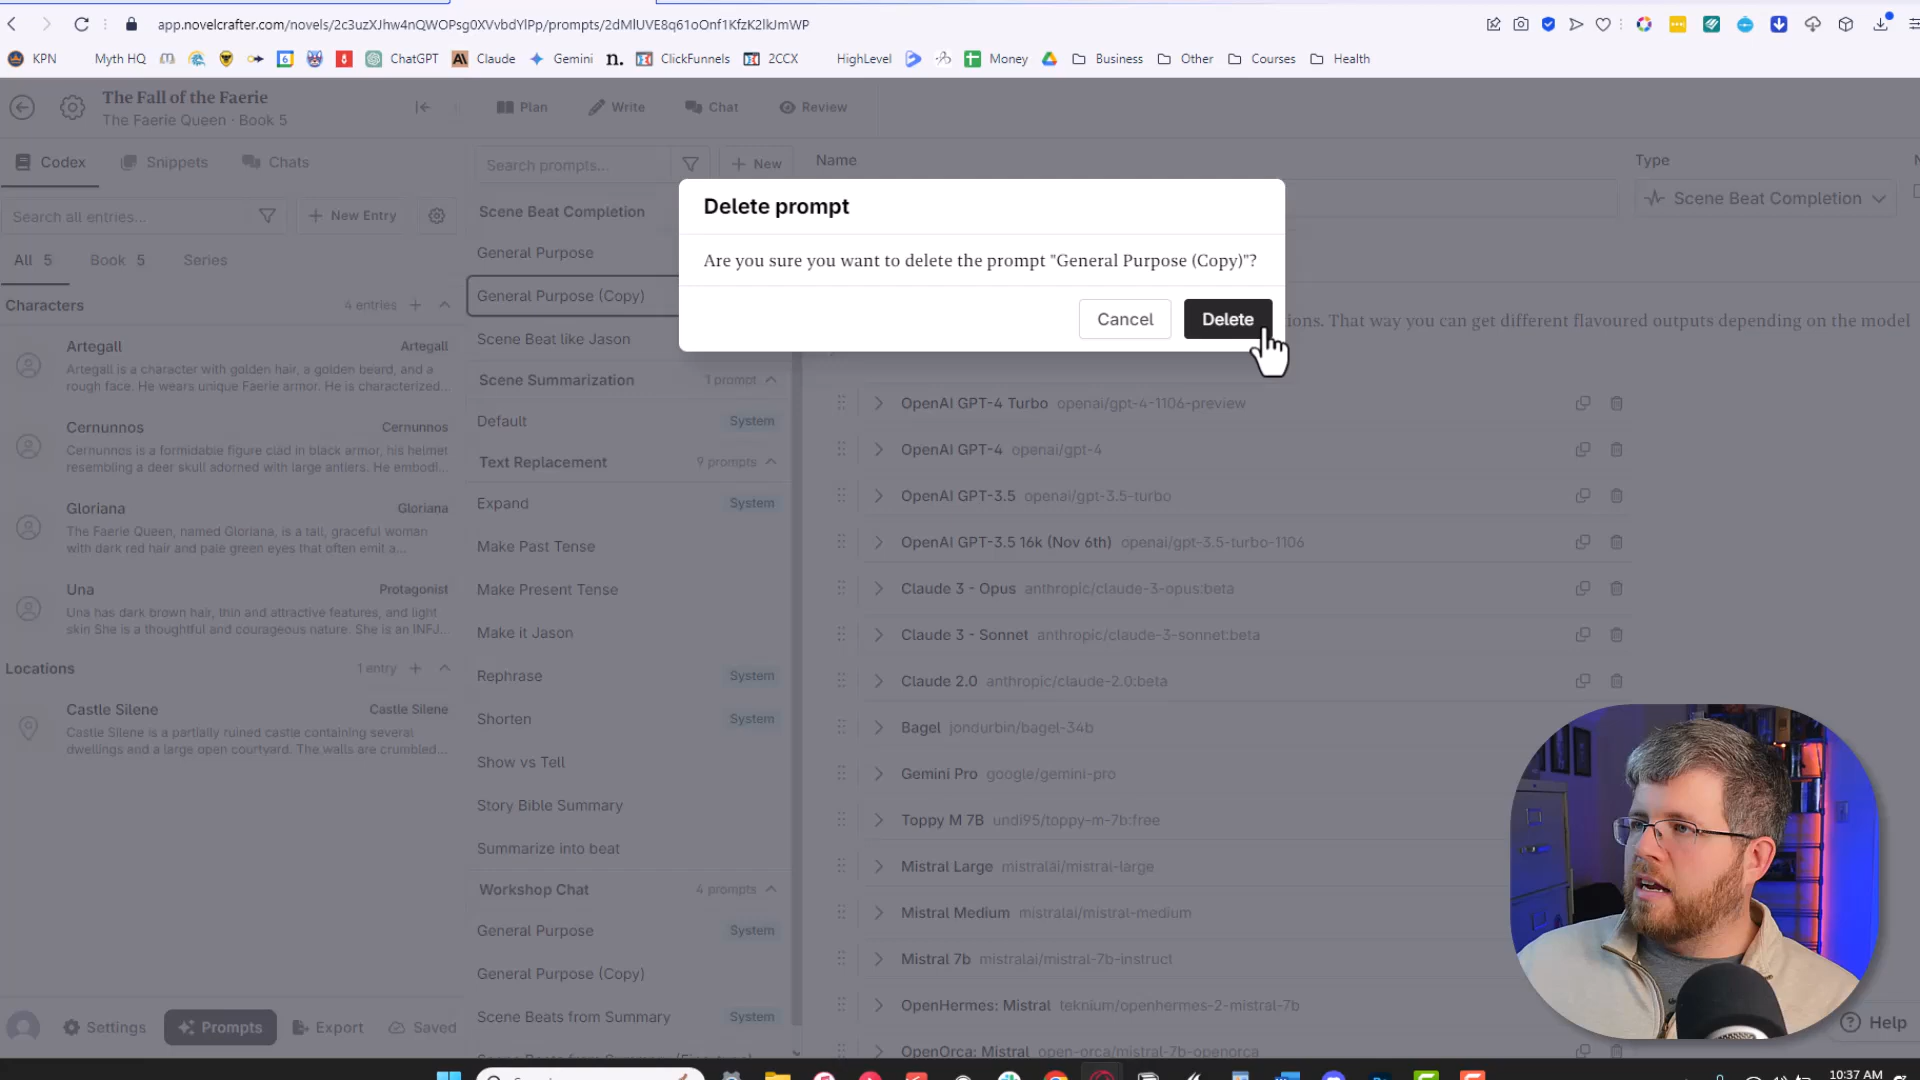 app.novelcrafter.com/novels/2c3uzXJhw4nQWOPsg0XVvbdYlPp/prompts/2dMlUVE8q61oOnf1KfzK2lkJmWP
KPN Myth HQ ChatGPT Claude Gemini n. ClickFunnels 2CCX HighLevel Money Business Other Courses Health
The Fall of the Faerie
The Faerie Queen · Book 5
Plan Write Chat Review
Codex Snippets Chats
Search all entries... New Entry
All 5 Book 5 Series
Characters 4 entries
Artegall Artegall
Artegall is a character with golden hair, a golden beard, and a
rough face. He wears unique Faerie armor. He is characterized...
Cernunnos Cernunnos
Cernunnos is a formidable figure clad in black armor, his helmet
resembling a deer skull adorned with large antlers. He embodi...
Gloriana Gloriana
The Faerie Queen, named Gloriana, is a tall, graceful woman
with dark red hair and pale green eyes that often emit a...
Una Protagonist
Una has dark brown hair, thin and attractive features, and light
skin She is a thoughtful and courageous nature. She is an INFJ...
Locations 1 entry
Castle Silene Castle Silene
Castle Silene is a partially ruined castle containing several
dwellings and a large open courtyard. The walls are crumbled...
Settings Prompts Export Saved
Search prompts... New
Scene Beat Completion
General Purpose
General Purpose (Copy)
Scene Beat like Jason
Scene Summarization 1 prompt
Default System
Text Replacement 9 prompts
Expand System
Make Past Tense
Make Present Tense
Make it Jason
Rephrase System
Shorten System
Show vs Tell
Story Bible Summary
Summarize into beat
Workshop Chat 4 prompts
General Purpose System
General Purpose (Copy)
Scene Beats from Summary System
Name
Type
Scene Beat Completion
Delete prompt
Are you sure you want to delete the prompt "General Purpose (Copy)"?
Cancel Delete
ions. That way you can get different flavoured outputs depending on the model
OpenAI GPT-4 Turbo openai/gpt-4-1106-preview
OpenAI GPT-4 openai/gpt-4
OpenAI GPT-3.5 openai/gpt-3.5-turbo
OpenAI GPT-3.5 16k (Nov 6th) openai/gpt-3.5-turbo-1106
Claude 3 - Opus anthropic/claude-3-opus:beta
Claude 3 - Sonnet anthropic/claude-3-sonnet:beta
Claude 2.0 anthropic/claude-2.0:beta
Bagel jondurbin/bagel-34b
Gemini Pro google/gemini-pro
Toppy M 7B undi95/toppy-m-7b:free
Mistral Large mistralai/mistral-large
Mistral Medium mistralai/mistral-medium
Mistral 7b mistralai/mistral-7b-instruct
OpenHermes: Mistral teknium/openhermes-2-mistral-7b
OpenOrca: Mistral open-orca/mistral-7b-openorca
Help
10:37 AM